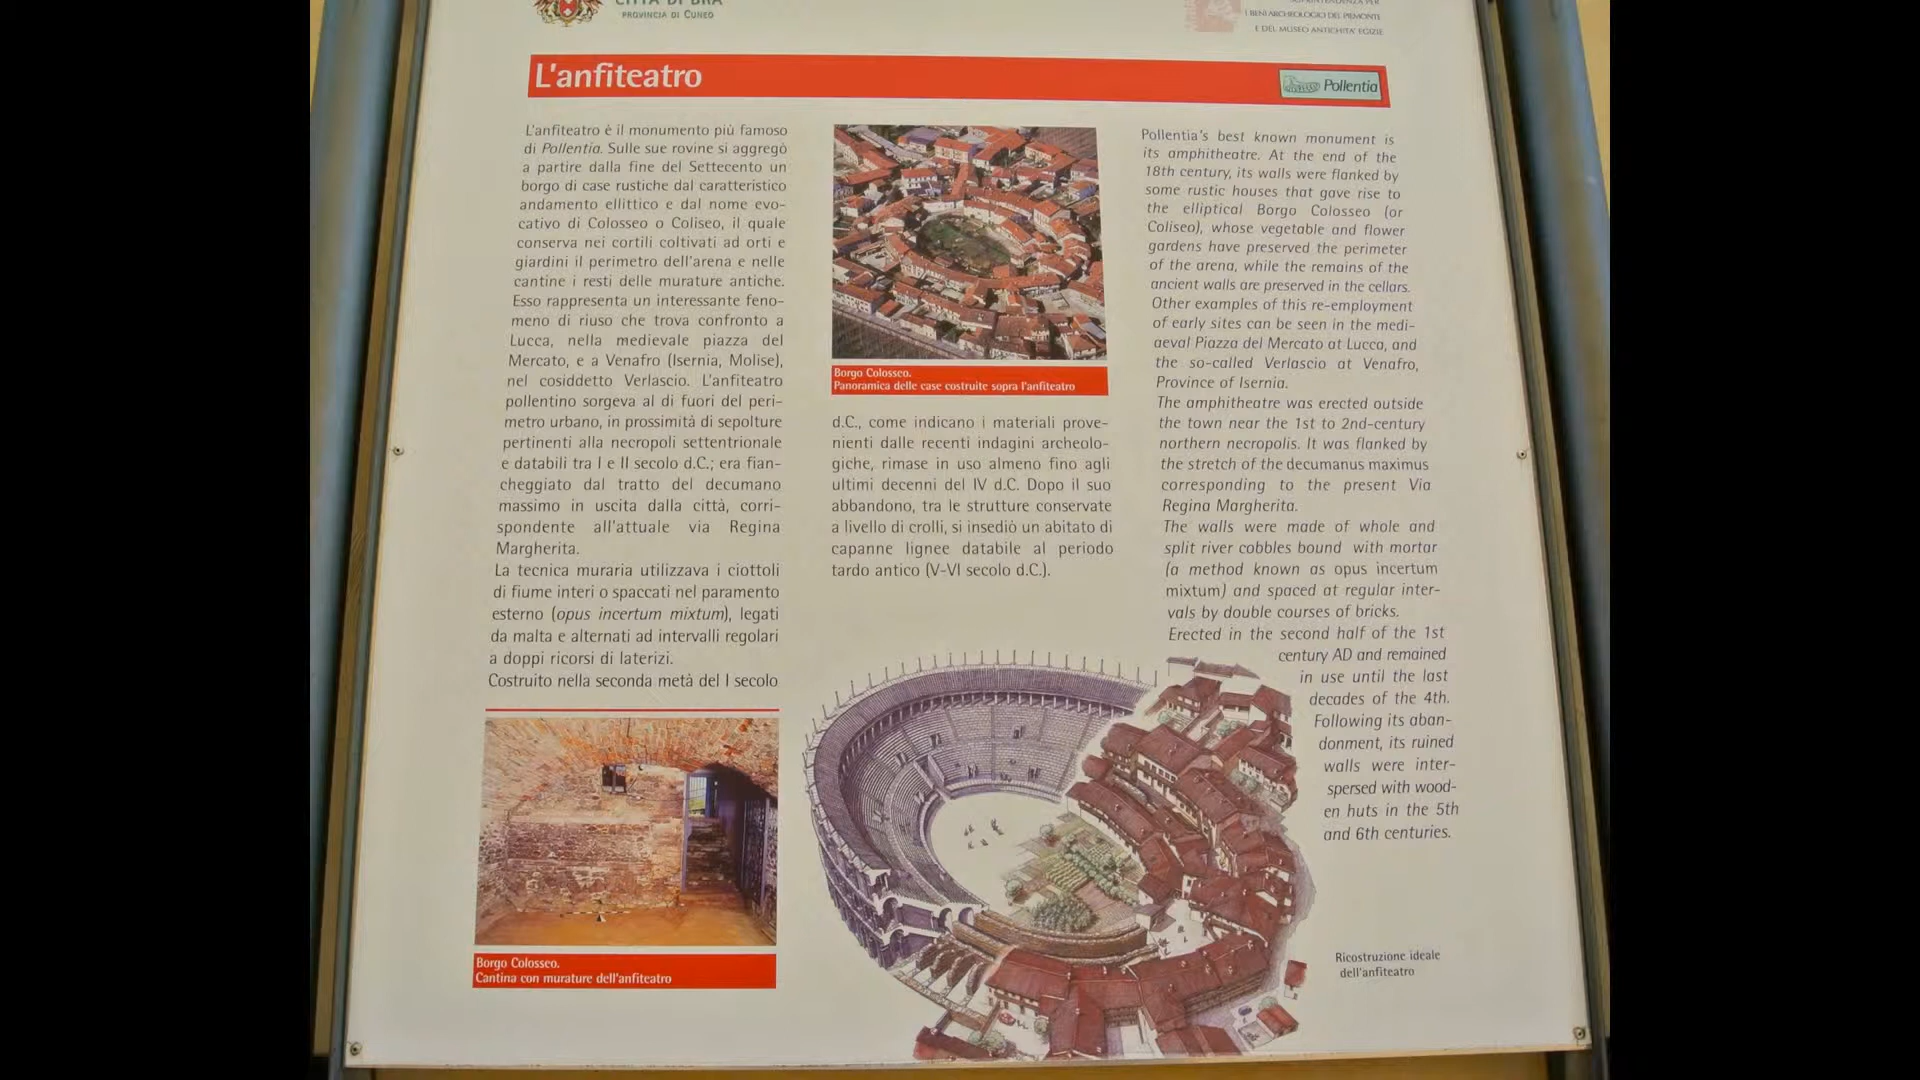 CITTÀ DI BRA
PROVINCIA DI CUNEO
SOPRINTENDENZA PER
I BENI ARCHEOLOGICI DEL PIEMONTE
E DEL MUSEO ANTICHITA' EGIZIE
L'anfiteatro
Pollentia
L'anfiteatro è il monumento più famoso
di Pollentia. Sulle sue rovine si aggregò
a partire dalla fine del Settecento un
borgo di case rustiche dal caratteristico
andamento ellittico e dal nome evo-
cativo di Colosseo o Coliseo, il quale
conserva nei cortili coltivati ad orti e
giardini il perimetro dell'arena e nelle
cantine i resti delle murature antiche.
Esso rappresenta un interessante feno-
meno di riuso che trova confronto a
Lucca, nella medievale piazza del
Mercato, e a Venafro (Isernia, Molise),
nel cosiddetto Verlascio. L'anfiteatro
pollentino sorgeva al di fuori del peri-
metro urbano, in prossimità di sepolture
pertinenti alla necropoli settentrionale
e databili tra I e II secolo d.C.; era fian-
cheggiato dal tratto del decumano
massimo in uscita dalla città, corri-
spondente all'attuale via Regina
Margherita.
La tecnica muraria utilizzava i ciottoli
di fiume interi o spaccati nel paramento
esterno (opus incertum mixtum), legati
da malta e alternati ad intervalli regolari
a doppi ricorsi di laterizi.
Costruito nella seconda metà del I secolo
Borgo Colosseo.
Cantina con murature dell'anfiteatro
Borgo Colosseo.
Panoramica delle case costruite sopra l'anfiteatro
d.C., come indicano i materiali prove-
nienti dalle recenti indagini archeolo-
giche, rimase in uso almeno fino agli
ultimi decenni del IV d.C. Dopo il suo
abbandono, tra le strutture conservate
a livello di crolli, si insediò un abitato di
capanne lignee databile al periodo
tardo antico (V-VI secolo d.C.).
Pollentia's best known monument is
its amphitheatre. At the end of the
18th century, its walls were flanked by
some rustic houses that gave rise to
the elliptical Borgo Colosseo (or
Coliseo), whose vegetable and flower
gardens have preserved the perimeter
of the arena, while the remains of the
ancient walls are preserved in the cellars.
Other examples of this re-employment
of early sites can be seen in the medi-
aeval Piazza del Mercato at Lucca, and
the so-called Verlascio at Venafro,
Province of Isernia.
The amphitheatre was erected outside
the town near the 1st to 2nd-century
northern necropolis. It was flanked by
the stretch of the decumanus maximus
corresponding to the present Via
Regina Margherita.
The walls were made of whole and
split river cobbles bound with mortar
(a method known as opus incertum
mixtum) and spaced at regular inter-
vals by double courses of bricks.
Erected in the second half of the 1st
century AD and remained
in use until the last
decades of the 4th.
Following its aban-
donment, its ruined
walls were inter-
spersed with wood-
en huts in the 5th
and 6th centuries.
Ricostruzione ideale
dell'anfiteatro